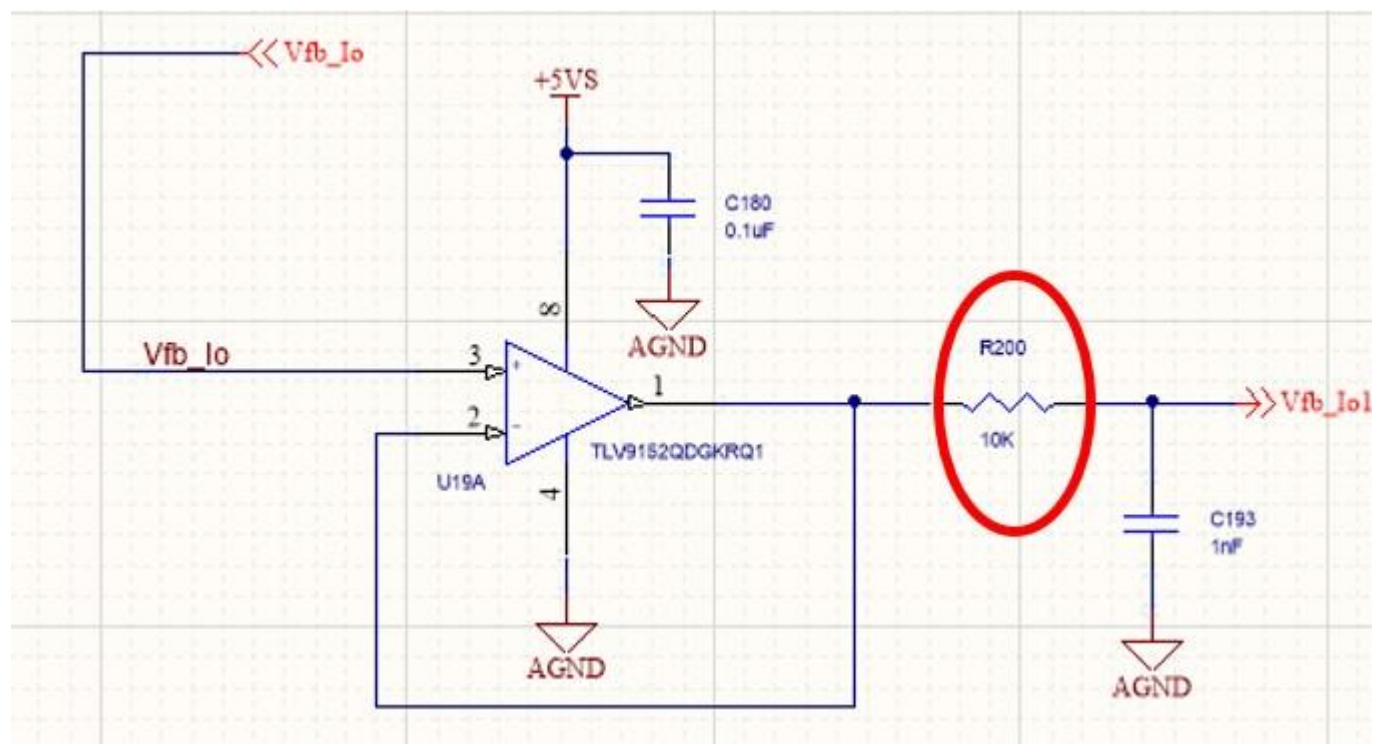 Vfb_Io
+5VS
C180
0.1uF
8
AGND
Vfb_Io
3
+
1
2
-
TLV9152QDGKRQ1
U19A
4
AGND
R200
10K
Vfb_Io1
C193
1nF
AGND